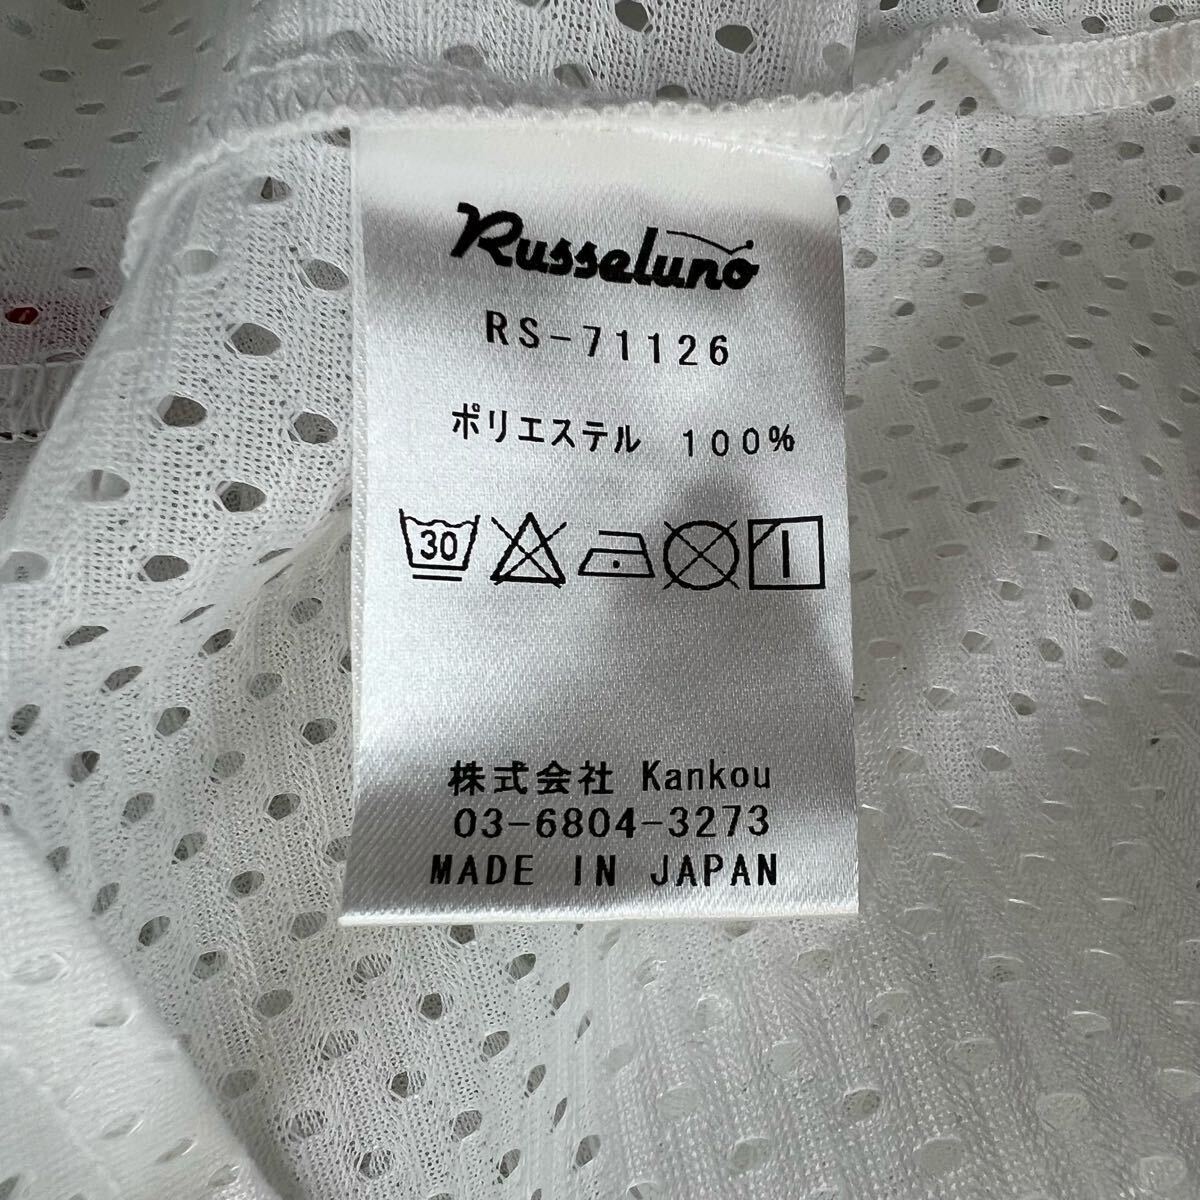 Russeluno
RS-71126
ポリエステル 100%
30
株式会社 Kankou
03-6804-3273
MADE IN JAPAN